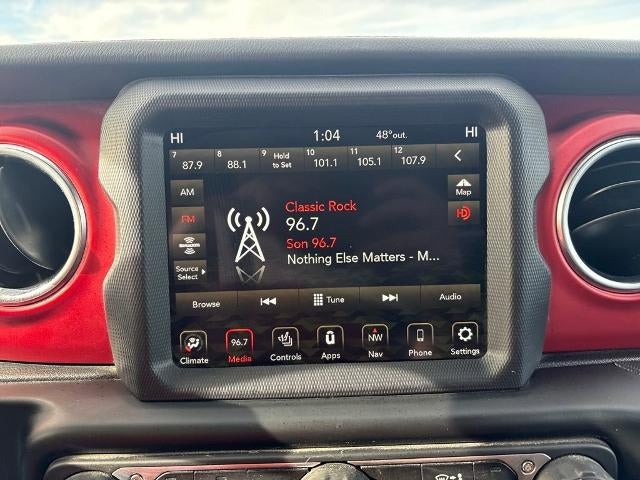 HI 1:04 48°out. HI
7 87.9 8 88.1 9 Hold to Set 10 101.1 11 105.1 12 107.9
AM
Map
FM
HD
Classic Rock
96.7
Son 96.7
Nothing Else Matters - M...
Source Select
Browse Tune Audio
96.7 NW
Climate Media Controls Apps Nav Phone Settings